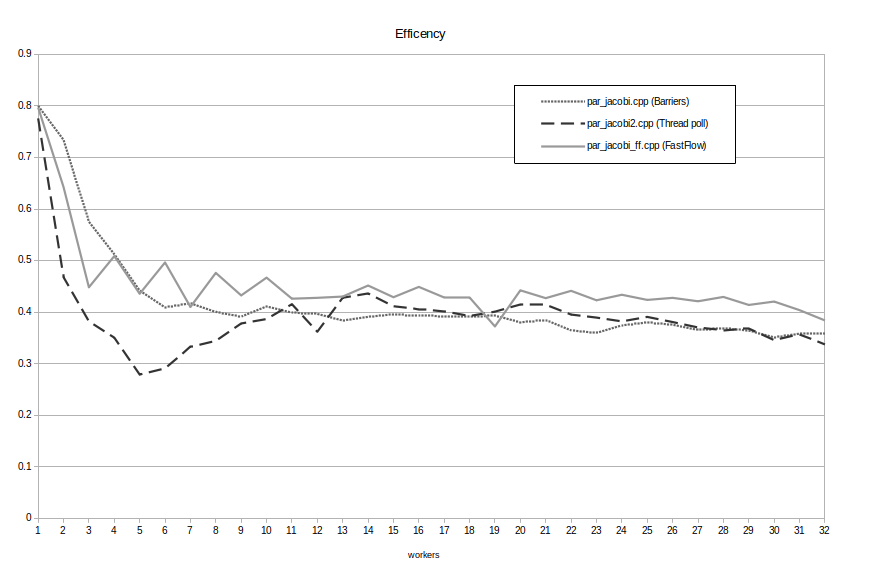 Efficency
0.9
0.8
0.7
0.6
0.5
0.4
0.3
0.2
0.1
0
par_jacobi.cpp (Barriers)
par_jacobi2.cpp (Thread poll)
par_jacobi_ff.cpp (FastFlow)
1 2 3 4 5 6 7 8 9 10 11 12 13 14 15 16 17 18 19 20 21 22 23 24 25 26 27 28 29 30 31 32
workers